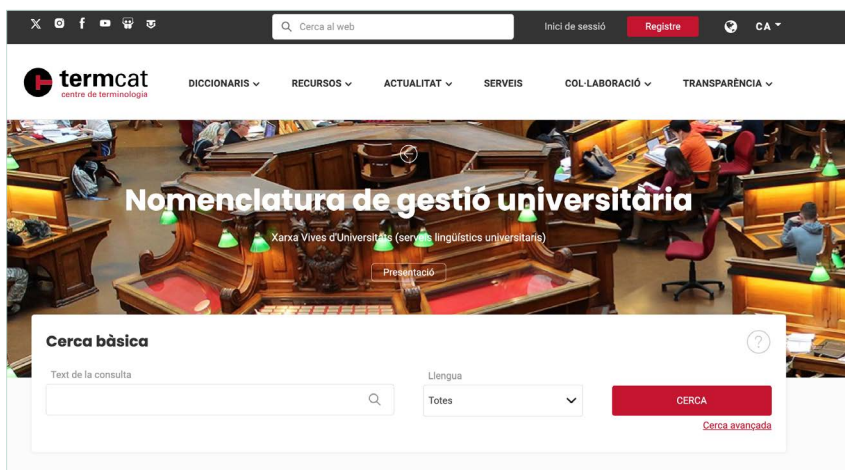 Cerca al web
Inici de sessió
Registre
CA
termcat
centre de terminologia
DICCIONARIS
RECURSOS
ACTUALITAT
SERVEIS
COL·LABORACIÓ
TRANSPARÈNCIA
Nomenclatura de gestió universitària
Xarxa Vives d'Universitats (serveis lingüístics universitaris)
Presentació
Cerca bàsica
?
Text de la consulta
Llengua
Totes
CERCA
Cerca avançada